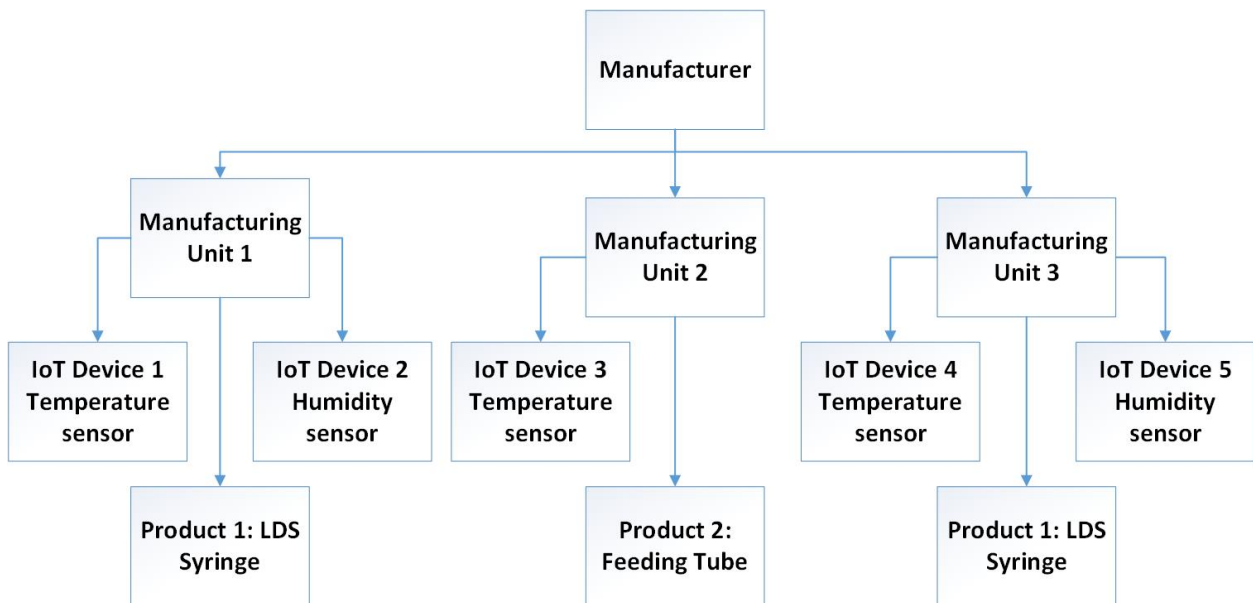 Manufacturer
Manufacturing
Unit 1
Manufacturing
Unit 2
Manufacturing
Unit 3
IoT Device 1
Temperature
sensor
IoT Device 2
Humidity
sensor
IoT Device 3
Temperature
sensor
IoT Device 4
Temperature
sensor
IoT Device 5
Humidity
sensor
Product 1: LDS
Syringe
Product 2:
Feeding Tube
Product 1: LDS
Syringe